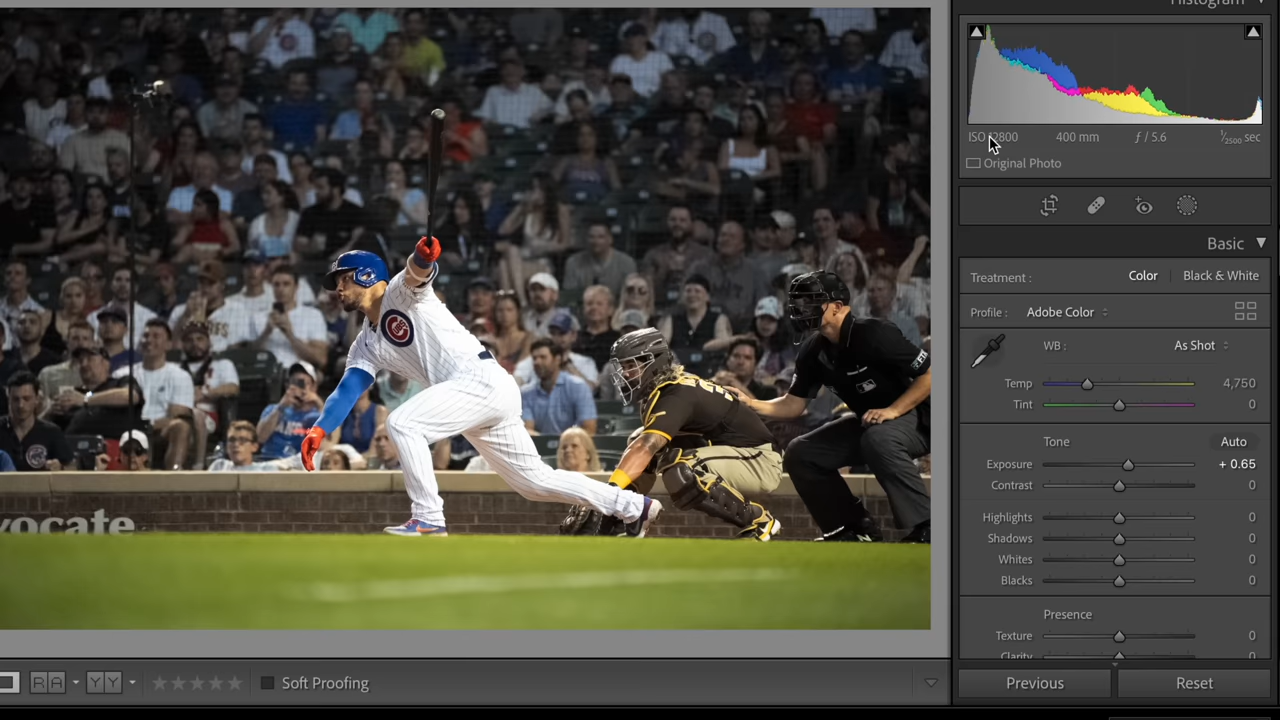 Histogram
ISO 12800 400 mm ƒ / 5.6 1/2500 sec
Original Photo
Basic
Treatment : Color Black & White
Profile : Adobe Color
WB : As Shot
Temp 4,750
Tint 0
Tone Auto
Exposure + 0.65
Contrast 0
Highlights 0
Shadows 0
Whites 0
Blacks 0
Presence
Texture 0
Clarity 0
vocate
R A Y Y Soft Proofing
Previous Reset